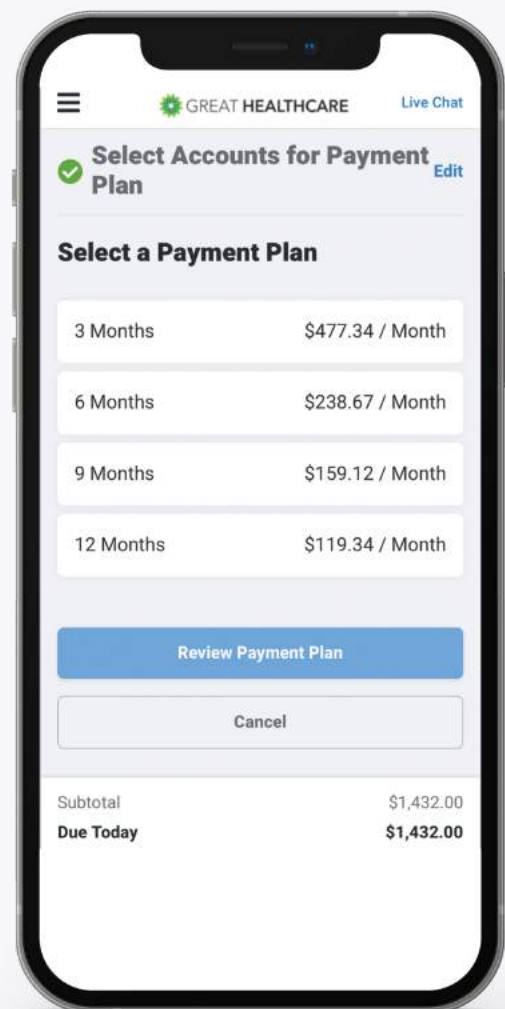 GREAT HEALTHCARE
Live Chat
Select Accounts for Payment
Plan
Edit
Select a Payment Plan
3 Months $477.34 / Month
6 Months $238.67 / Month
9 Months $159.12 / Month
12 Months $119.34 / Month
Review Payment Plan
Cancel
Subtotal $1,432.00
Due Today $1,432.00